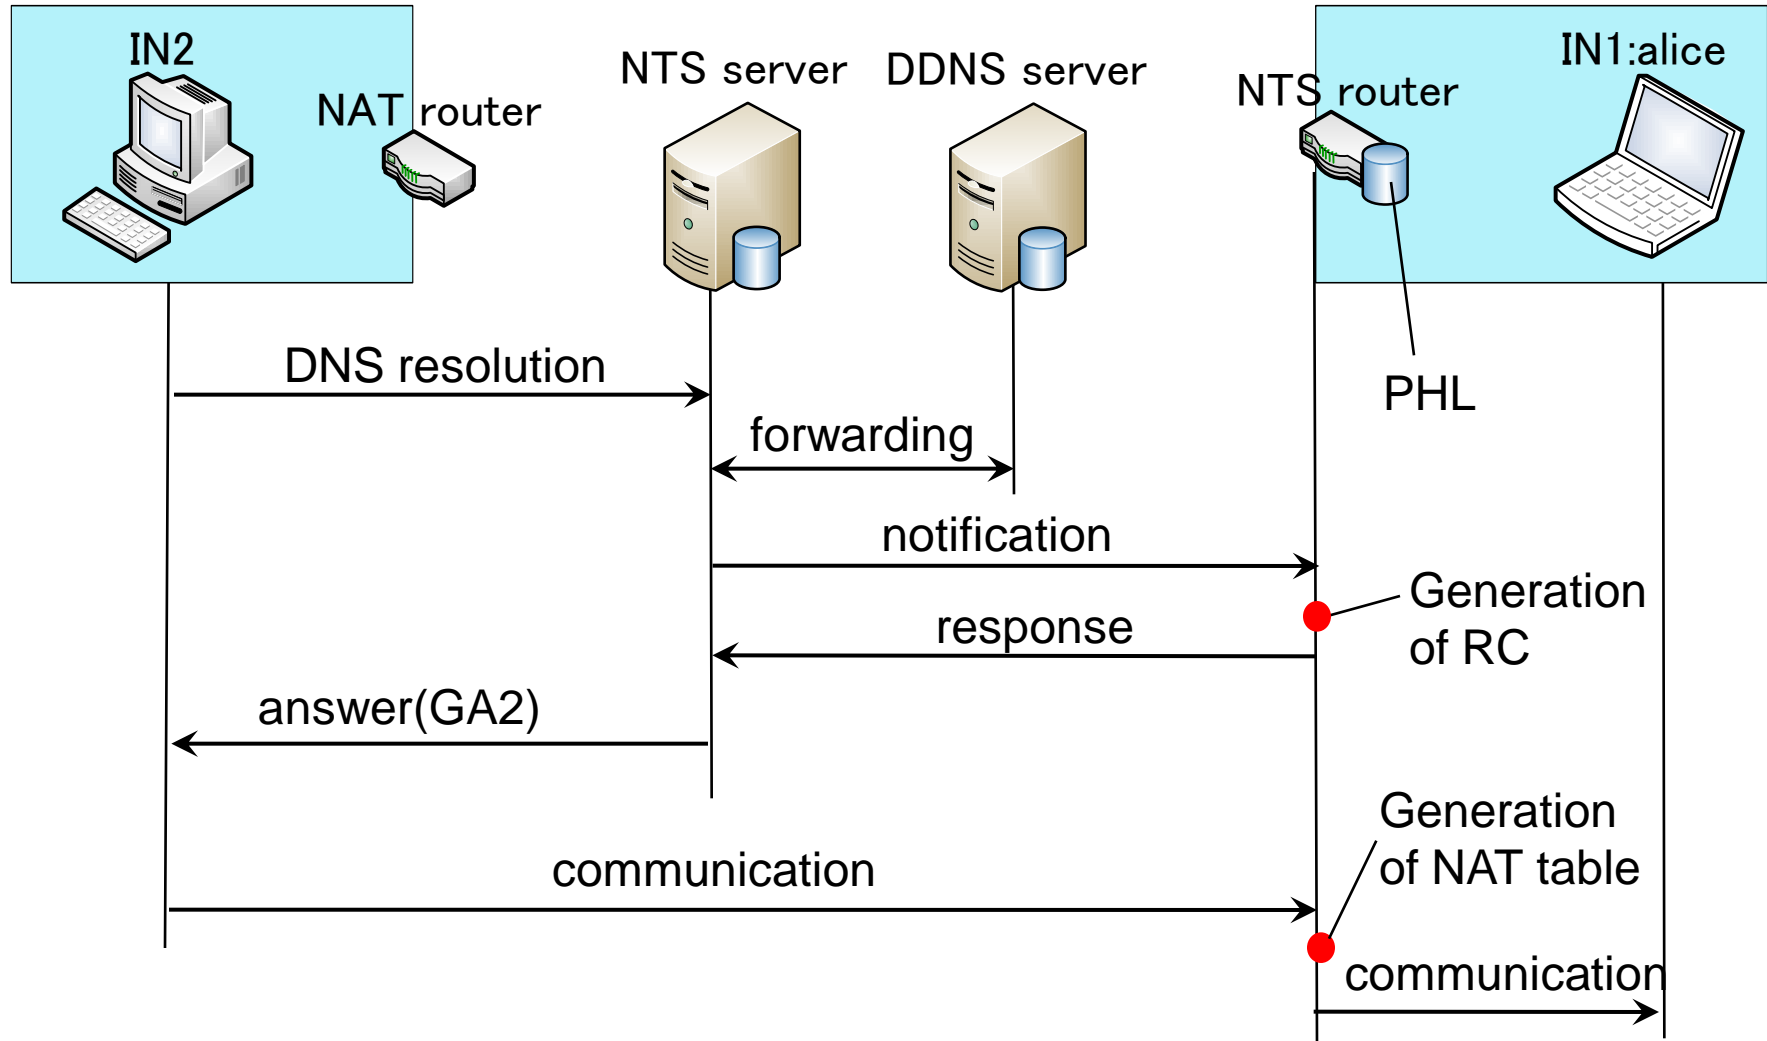 IN2
NAT router
NTS server
DDNS server
NTS router
IN1:alice
PHL
DNS resolution
forwarding
notification
Generation
of RC
response
answer(GA2)
Generation
of NAT table
communication
communication